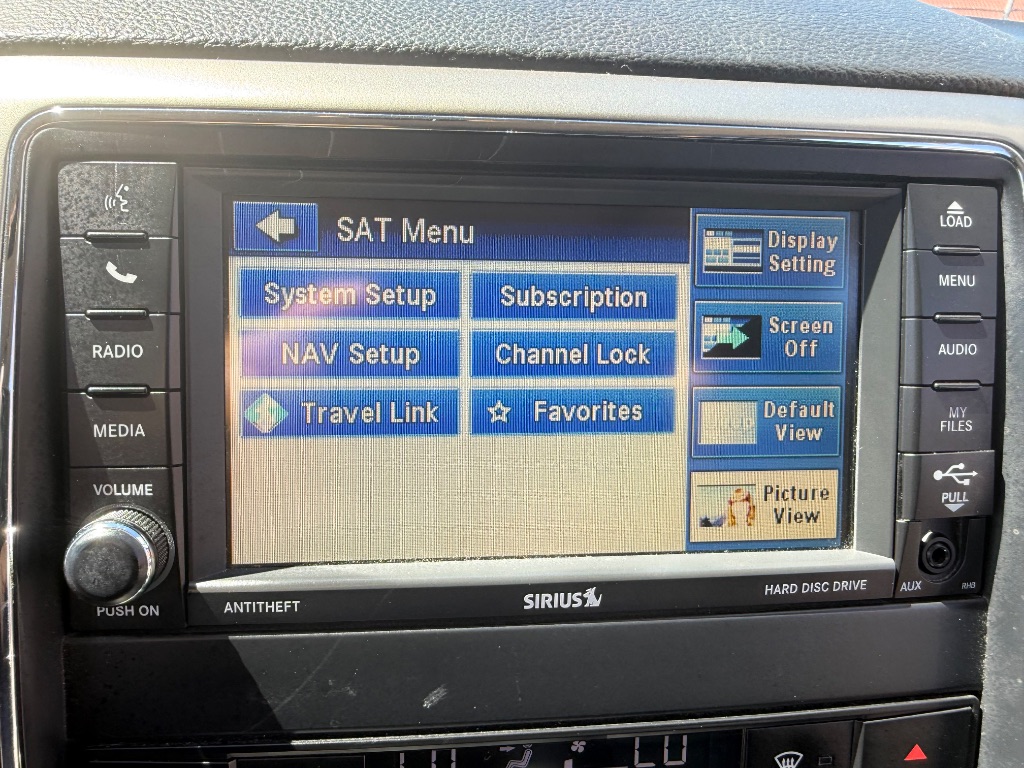 SAT Menu
System Setup
Subscription
NAV Setup
Channel Lock
Travel Link
Favorites
Display
Setting
Screen
Off
Default
View
Picture
View
RADIO
MEDIA
VOLUME
PUSH ON
LOAD
MENU
AUDIO
MY
FILES
PULL
AUX
RHB
ANTITHEFT
SIRIUS
HARD DISC DRIVE
LO
LO